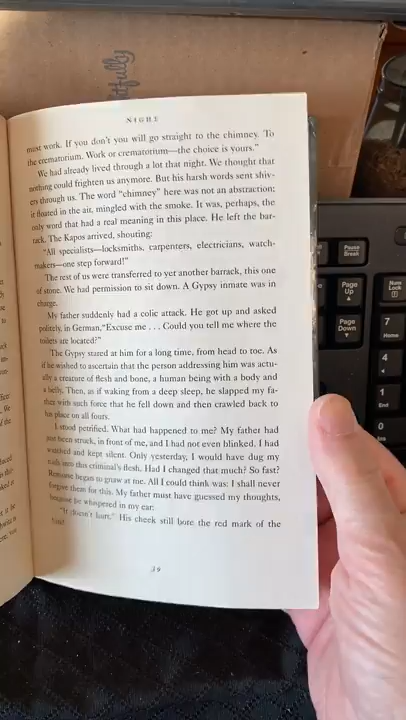 tfully
NIGHT
must work. If you don't you will go straight to the chimney. To
the crematorium. Work or crematorium—the choice is yours."
We had already lived through a lot that night. We thought that
nothing could frighten us anymore. But his harsh words sent shiv-
ers through us. The word "chimney" here was not an abstraction;
it floated in the air, mingled with the smoke. It was, perhaps, the
only word that had a real meaning in this place. He left the bar-
rack. The Kapos arrived, shouting:
"All specialists—locksmiths, carpenters, electricians, watch-
makers—one step forward!"
The rest of us were transferred to yet another barrack, this one
of stone. We had permission to sit down. A Gypsy inmate was in
charge.
My father suddenly had a colic attack. He got up and asked
politely, in German, "Excuse me . . . Could you tell me where the
toilets are located?"
The Gypsy stared at him for a long time, from head to toe. As
if he wished to ascertain that the person addressing him was actu-
ally a creature of flesh and bone, a human being with a body and
a belly. Then, as if waking from a deep sleep, he slapped my fa-
ther with such force that he fell down and then crawled back to
his place on all fours.
I stood petrified. What had happened to me? My father had
just been struck, in front of me, and I had not even blinked. I had
watched and kept silent. Only yesterday, I would have dug my
nails into this criminal's flesh. Had I changed that much? So fast?
Remorse began to gnaw at me. All I could think was: I shall never
forgive them for this. My father must have guessed my thoughts,
because he whispered in my ear:
"It doesn't hurt." His cheek still bore the red mark of the
hand.
39
Pause
Break
Page
Up
Num
Lock
Page
Down
7
Home
4
1
End
0
Ins